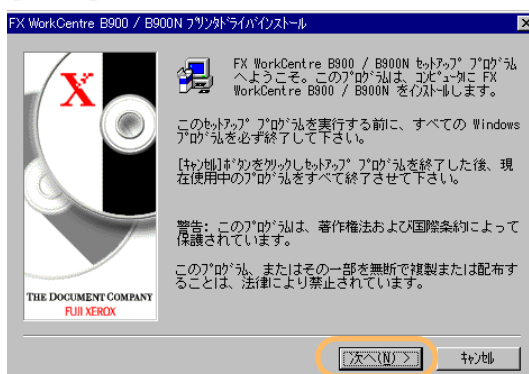 FX WorkCentre B900 / B900N ﾌﾟﾘﾝﾀﾄﾞﾗｲﾊﾞｲﾝｽﾄｰﾙ
FX WorkCentre B900 / B900N ｾｯﾄｱｯﾌﾟ ﾌﾟﾛｸﾞﾗﾑ
へようこそ。このﾌﾟﾛｸﾞﾗﾑは、ｺﾝﾋﾟｭｰﾀに FX
WorkCentre B900 / B900N をｲﾝｽﾄｰﾙします。
このｾｯﾄｱｯﾌﾟ ﾌﾟﾛｸﾞﾗﾑを実行する前に、すべての Windows
ﾌﾟﾛｸﾞﾗﾑを必ず終了して下さい。
[ｷｬﾝｾﾙ]ﾎﾞﾀﾝをｸﾘｯｸしｾｯﾄｱｯﾌﾟ ﾌﾟﾛｸﾞﾗﾑを終了した後、現
在使用中のﾌﾟﾛｸﾞﾗﾑをすべて終了させて下さい。
警告: このﾌﾟﾛｸﾞﾗﾑは、著作権法および国際条約によって
保護されています。
このﾌﾟﾛｸﾞﾗﾑ、またはその一部を無断で複製または配布す
ることは、法律により禁止されています。
X
THE DOCUMENT COMPANY
FUJI XEROX
次へ(N) >
ｷｬﾝｾﾙ